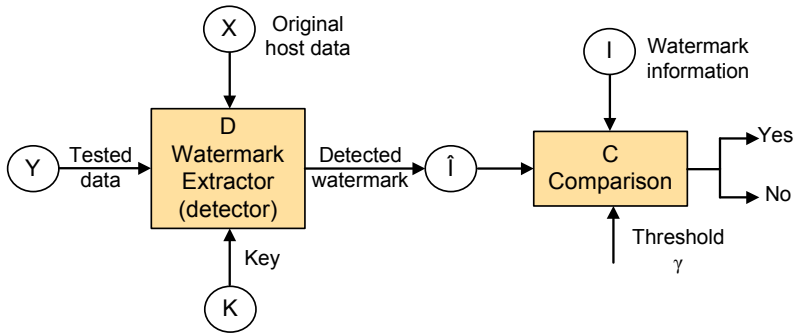 X
Original
host data
I
Watermark
information
Y
Tested
data
D
Watermark
Extractor
(detector)
Detected
watermark
Î
C
Comparison
Yes
No
Key
K
Threshold
γ